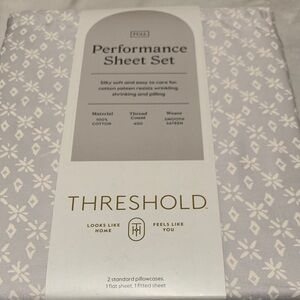 FULL
Performance
Sheet Set
Silky soft and easy to care for,
cotton sateen resists wrinkling,
shrinking and pilling
Material Thread Count Weave
100% COTTON 400 SMOOTH SATEEN
THRESHOLD
LOOKS LIKE HOME FEELS LIKE YOU
2 standard pillowcases,
1 flat sheet, 1 fitted sheet